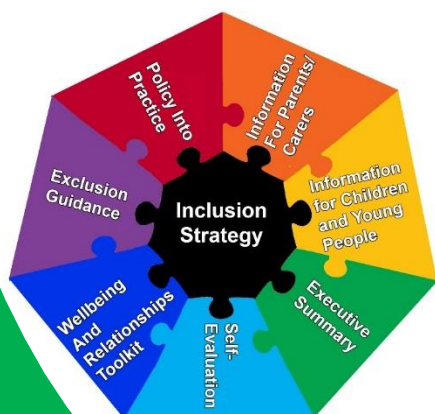 Inclusion
Strategy
Policy Into
Practice
Information
For Parents/
Carers
Information
for Children
and Young
People
Executive
Summary
Self-
Evaluation
Wellbeing
And
Relationships
Toolkit
Exclusion
Guidance